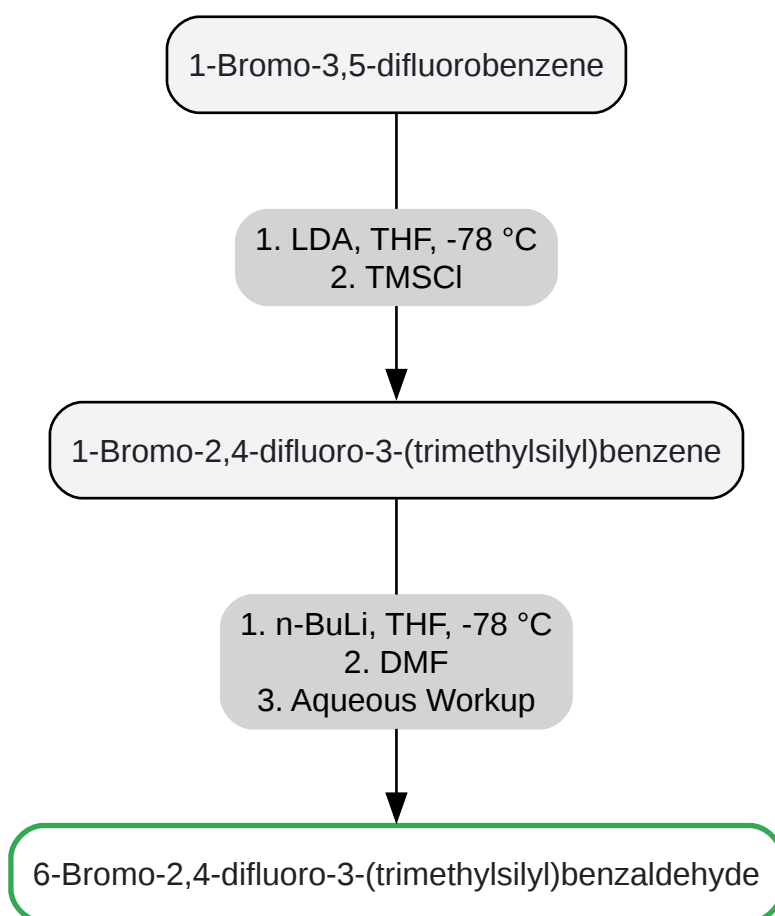 1-Bromo-3,5-difluorobenzene
1. LDA, THF, -78 °C
2. TMSCl
1-Bromo-2,4-difluoro-3-(trimethylsilyl)benzene
1. n-BuLi, THF, -78 °C
2. DMF
3. Aqueous Workup
6-Bromo-2,4-difluoro-3-(trimethylsilyl)benzaldehyde